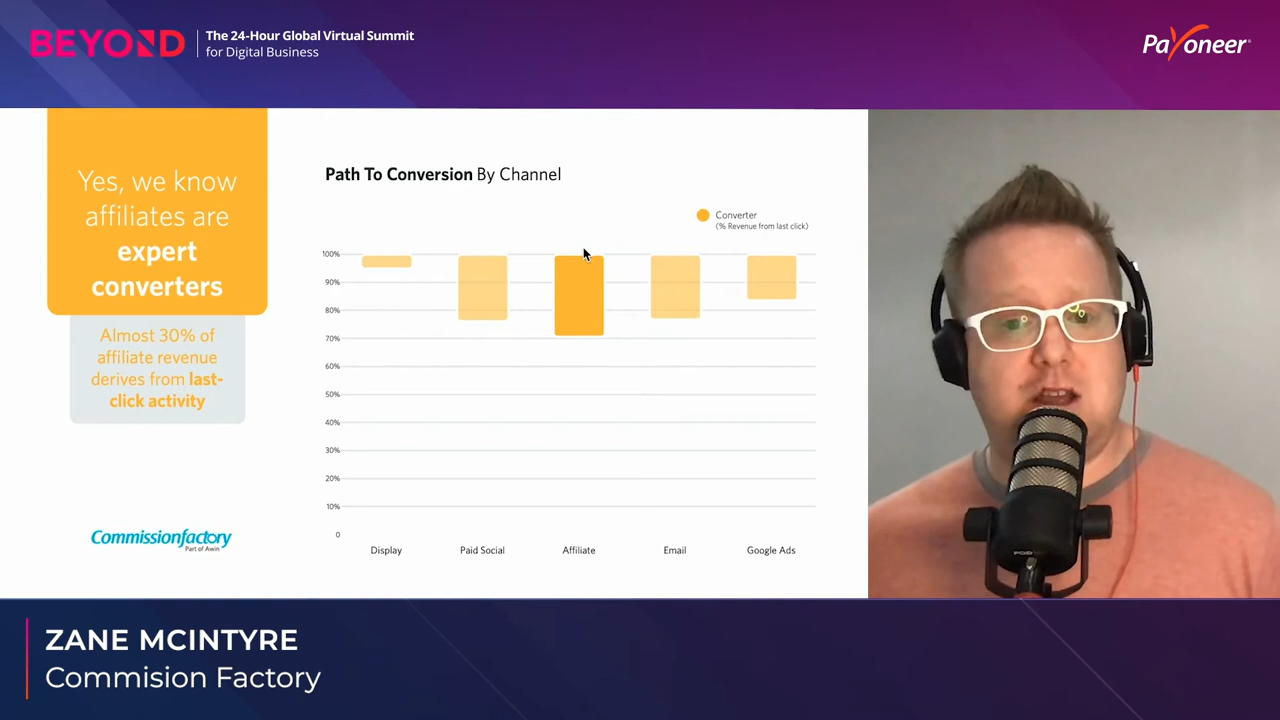 BEYOND
The 24-Hour Global Virtual Summit
for Digital Business
Payoneer
Yes, we know
affiliates are
expert
converters
Almost 30% of
affiliate revenue
derives from last-
click activity
Commissionfactory
Part of Awin
Path To Conversion By Channel
Converter
(% Revenue from last click)
100%
90%
80%
70%
60%
50%
40%
30%
20%
10%
0
Display
Paid Social
Affiliate
Email
Google Ads
ZANE MCINTYRE
Commision Factory